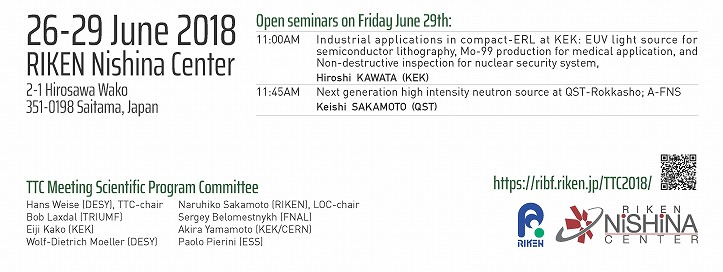 26-29 June 2018
RIKEN Nishina Center
2-1 Hirosawa Wako
351-0198 Saitama, Japan
Open seminars on Friday June 29th:
11:00AM Industrial applications in compact-ERL at KEK: EUV light source for
semiconductor lithography, Mo-99 production for medical application, and
Non-destructive inspection for nuclear security system,
Hiroshi KAWATA (KEK)
11:45AM Next generation high intensity neutron source at QST-Rokkasho; A-FNS
Keishi SAKAMOTO (QST)
TTC Meeting Scientific Program Committee
Hans Weise (DESY), TTC-chair Naruhiko Sakamoto (RIKEN), LOC-chair
Bob Laxdal (TRIUMF) Sergey Belomestnykh (FNAL)
Eiji Kako (KEK) Akira Yamamoto (KEK/CERN)
Wolf-Dietrich Moeller (DESY) Paolo Pierini (ESS)
https://ribf.riken.jp/TTC2018/
RIKEN
RIKEN
NiSHiNA
CENTER